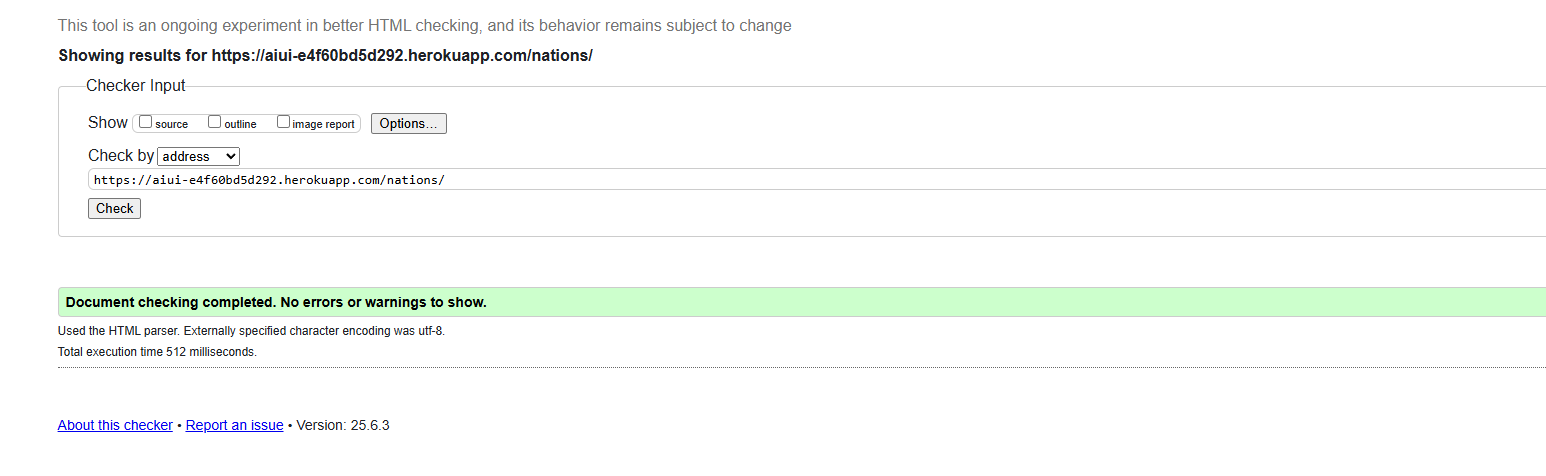 This tool is an ongoing experiment in better HTML checking, and its behavior remains subject to change
Showing results for https://aiui-e4f60bd5d292.herokuapp.com/nations/
Checker Input
Show source outline image report Options...
Check by address
https://aiui-e4f60bd5d292.herokuapp.com/nations/
Check
Document checking completed. No errors or warnings to show.
Used the HTML parser. Externally specified character encoding was utf-8.
Total execution time 512 milliseconds.
About this checker • Report an issue • Version: 25.6.3